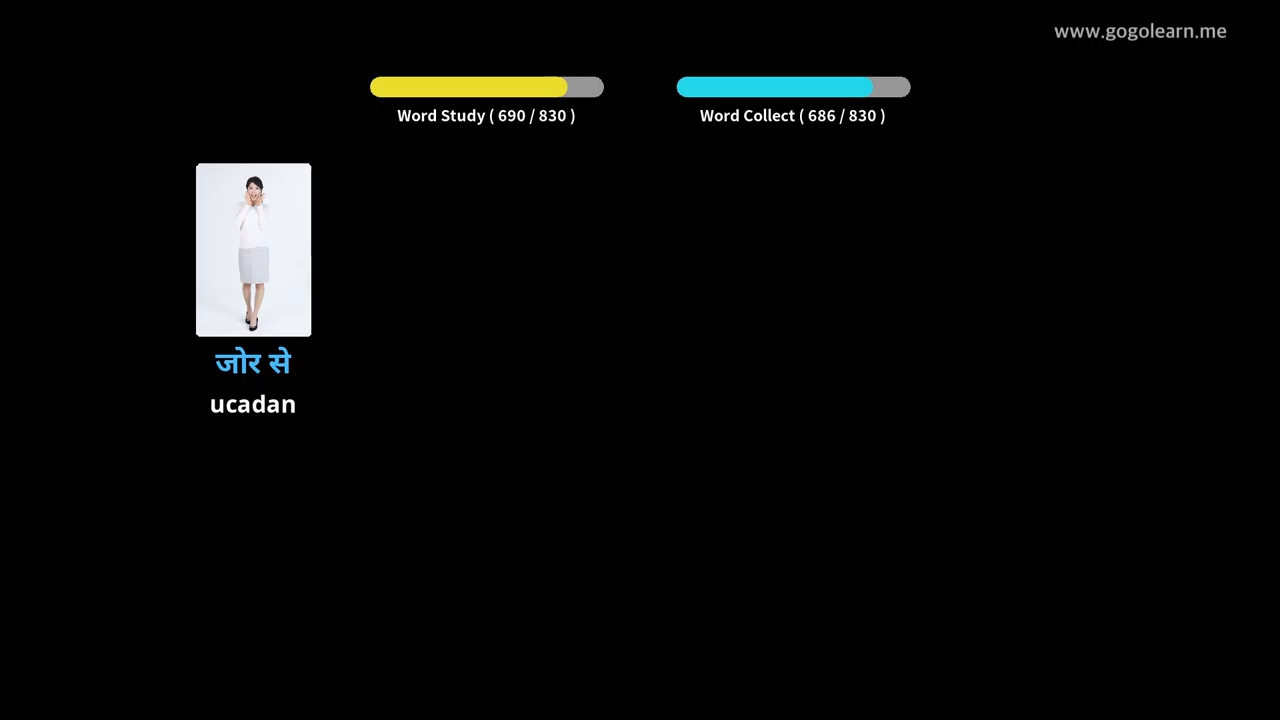 www.gogolearn.me
Word Study ( 690 / 830 )
Word Collect ( 686 / 830 )
जोर से
ucadan